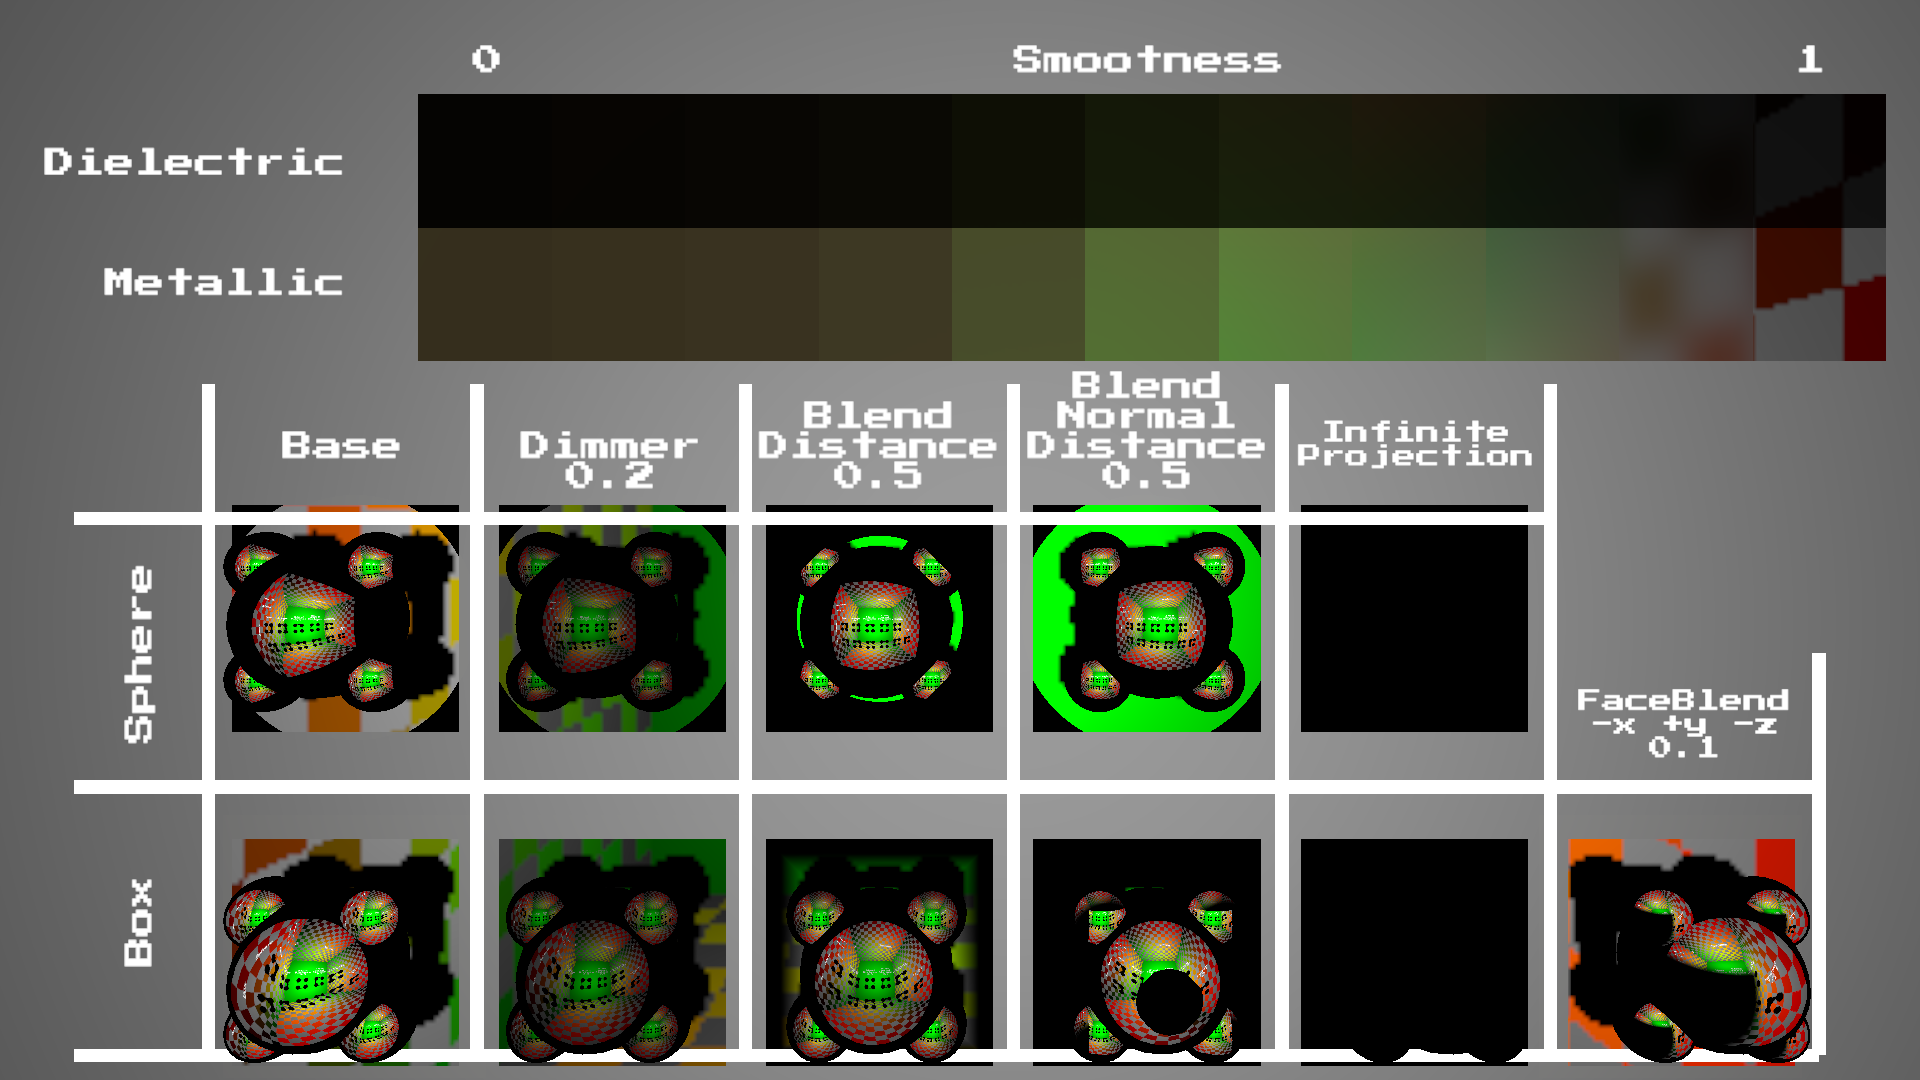 0 Smootness 1
Dielectric
Metallic
Base
Dimmer
0.2
Blend
Distance
0.5
Blend
Normal
Distance
0.5
Infinite
Projection
Sphere
FaceBlend
-x +y -z
0.1
Box